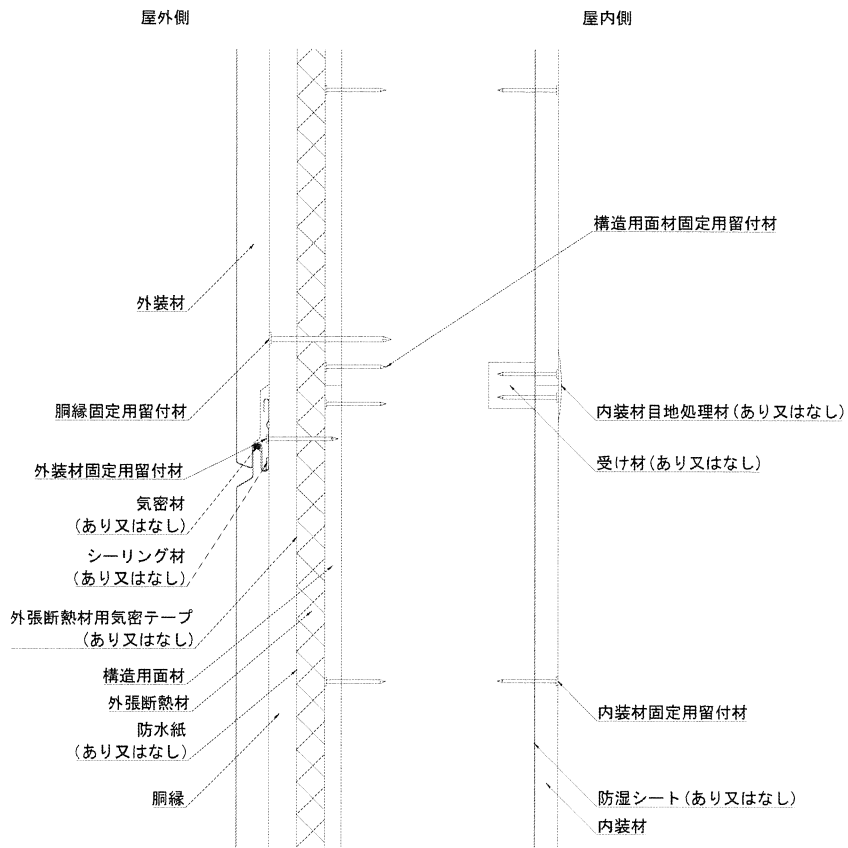 屋外側
屋内側
構造用面材固定用留付材
外装材
胴縁固定用留付材
内装材目地処理材(あり又はなし)
外装材固定用留付材
受け材(あり又はなし)
気密材
(あり又はなし)
シーリング材
(あり又はなし)
外張断熱材用気密テープ
(あり又はなし)
構造用面材
外張断熱材
内装材固定用留付材
防水紙
(あり又はなし)
胴縁
防湿シート(あり又はなし)
内装材